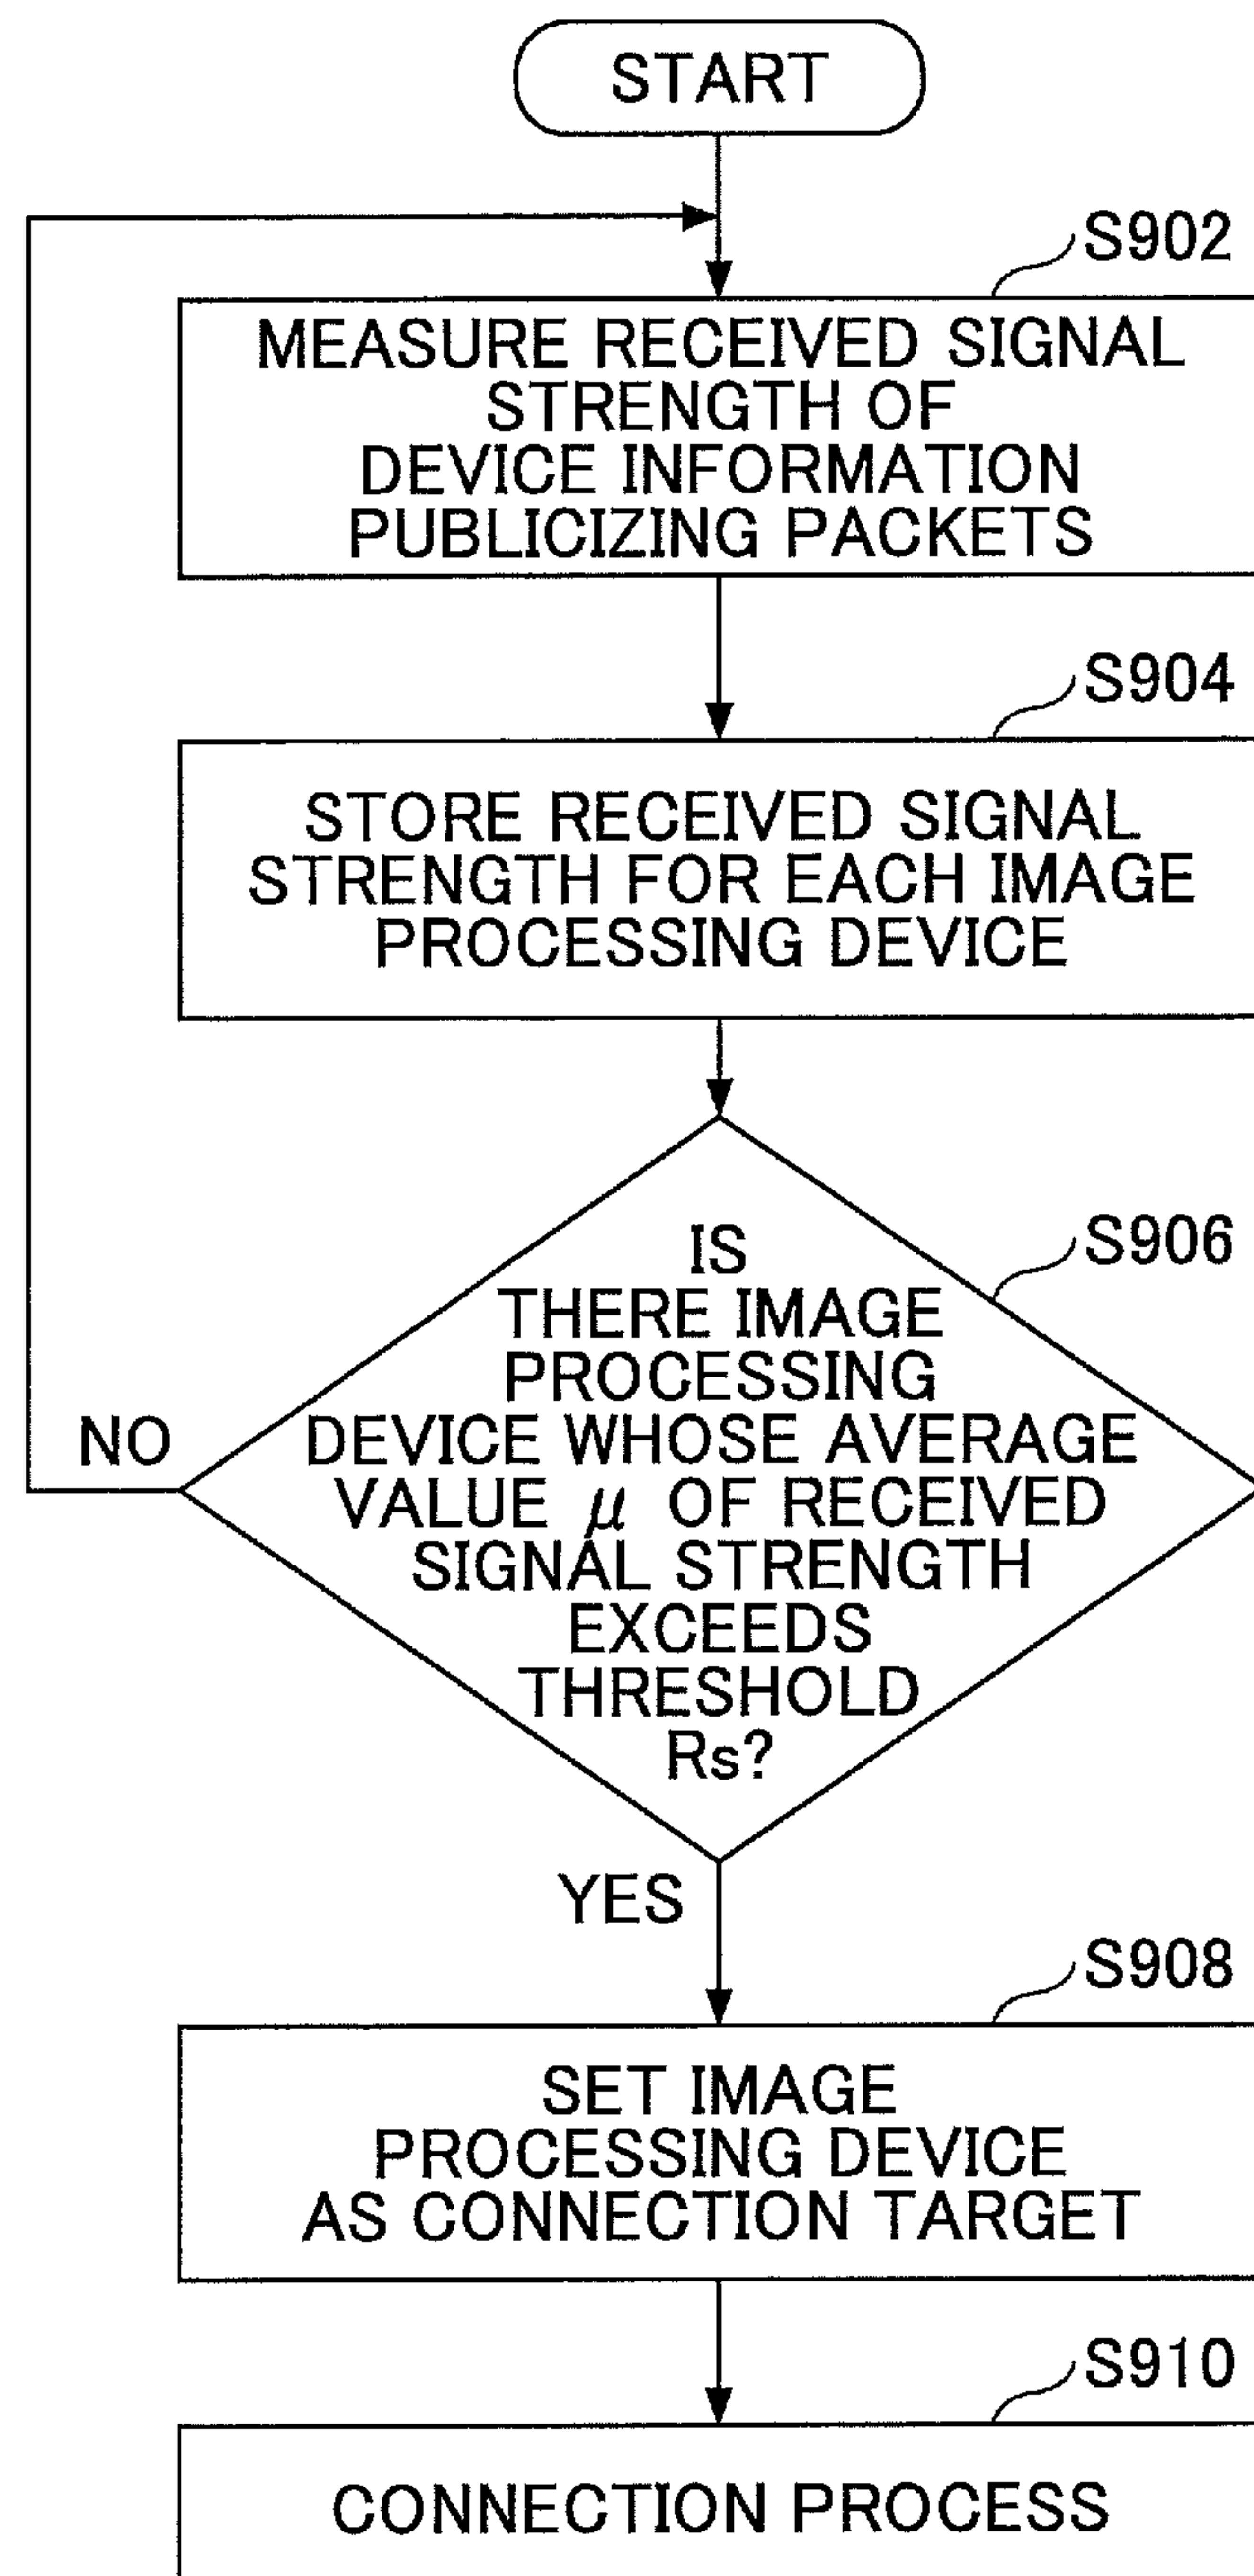 START
S902
MEASURE RECEIVED SIGNAL
STRENGTH OF
DEVICE INFORMATION
PUBLICIZING PACKETS
S904
STORE RECEIVED SIGNAL
STRENGTH FOR EACH IMAGE
PROCESSING DEVICE
S906
IS
THERE IMAGE
PROCESSING
DEVICE WHOSE AVERAGE
VALUE μ OF RECEIVED
SIGNAL STRENGTH
EXCEEDS
THRESHOLD
Rs?
NO
YES
S908
SET IMAGE
PROCESSING DEVICE
AS CONNECTION TARGET
S910
CONNECTION PROCESS